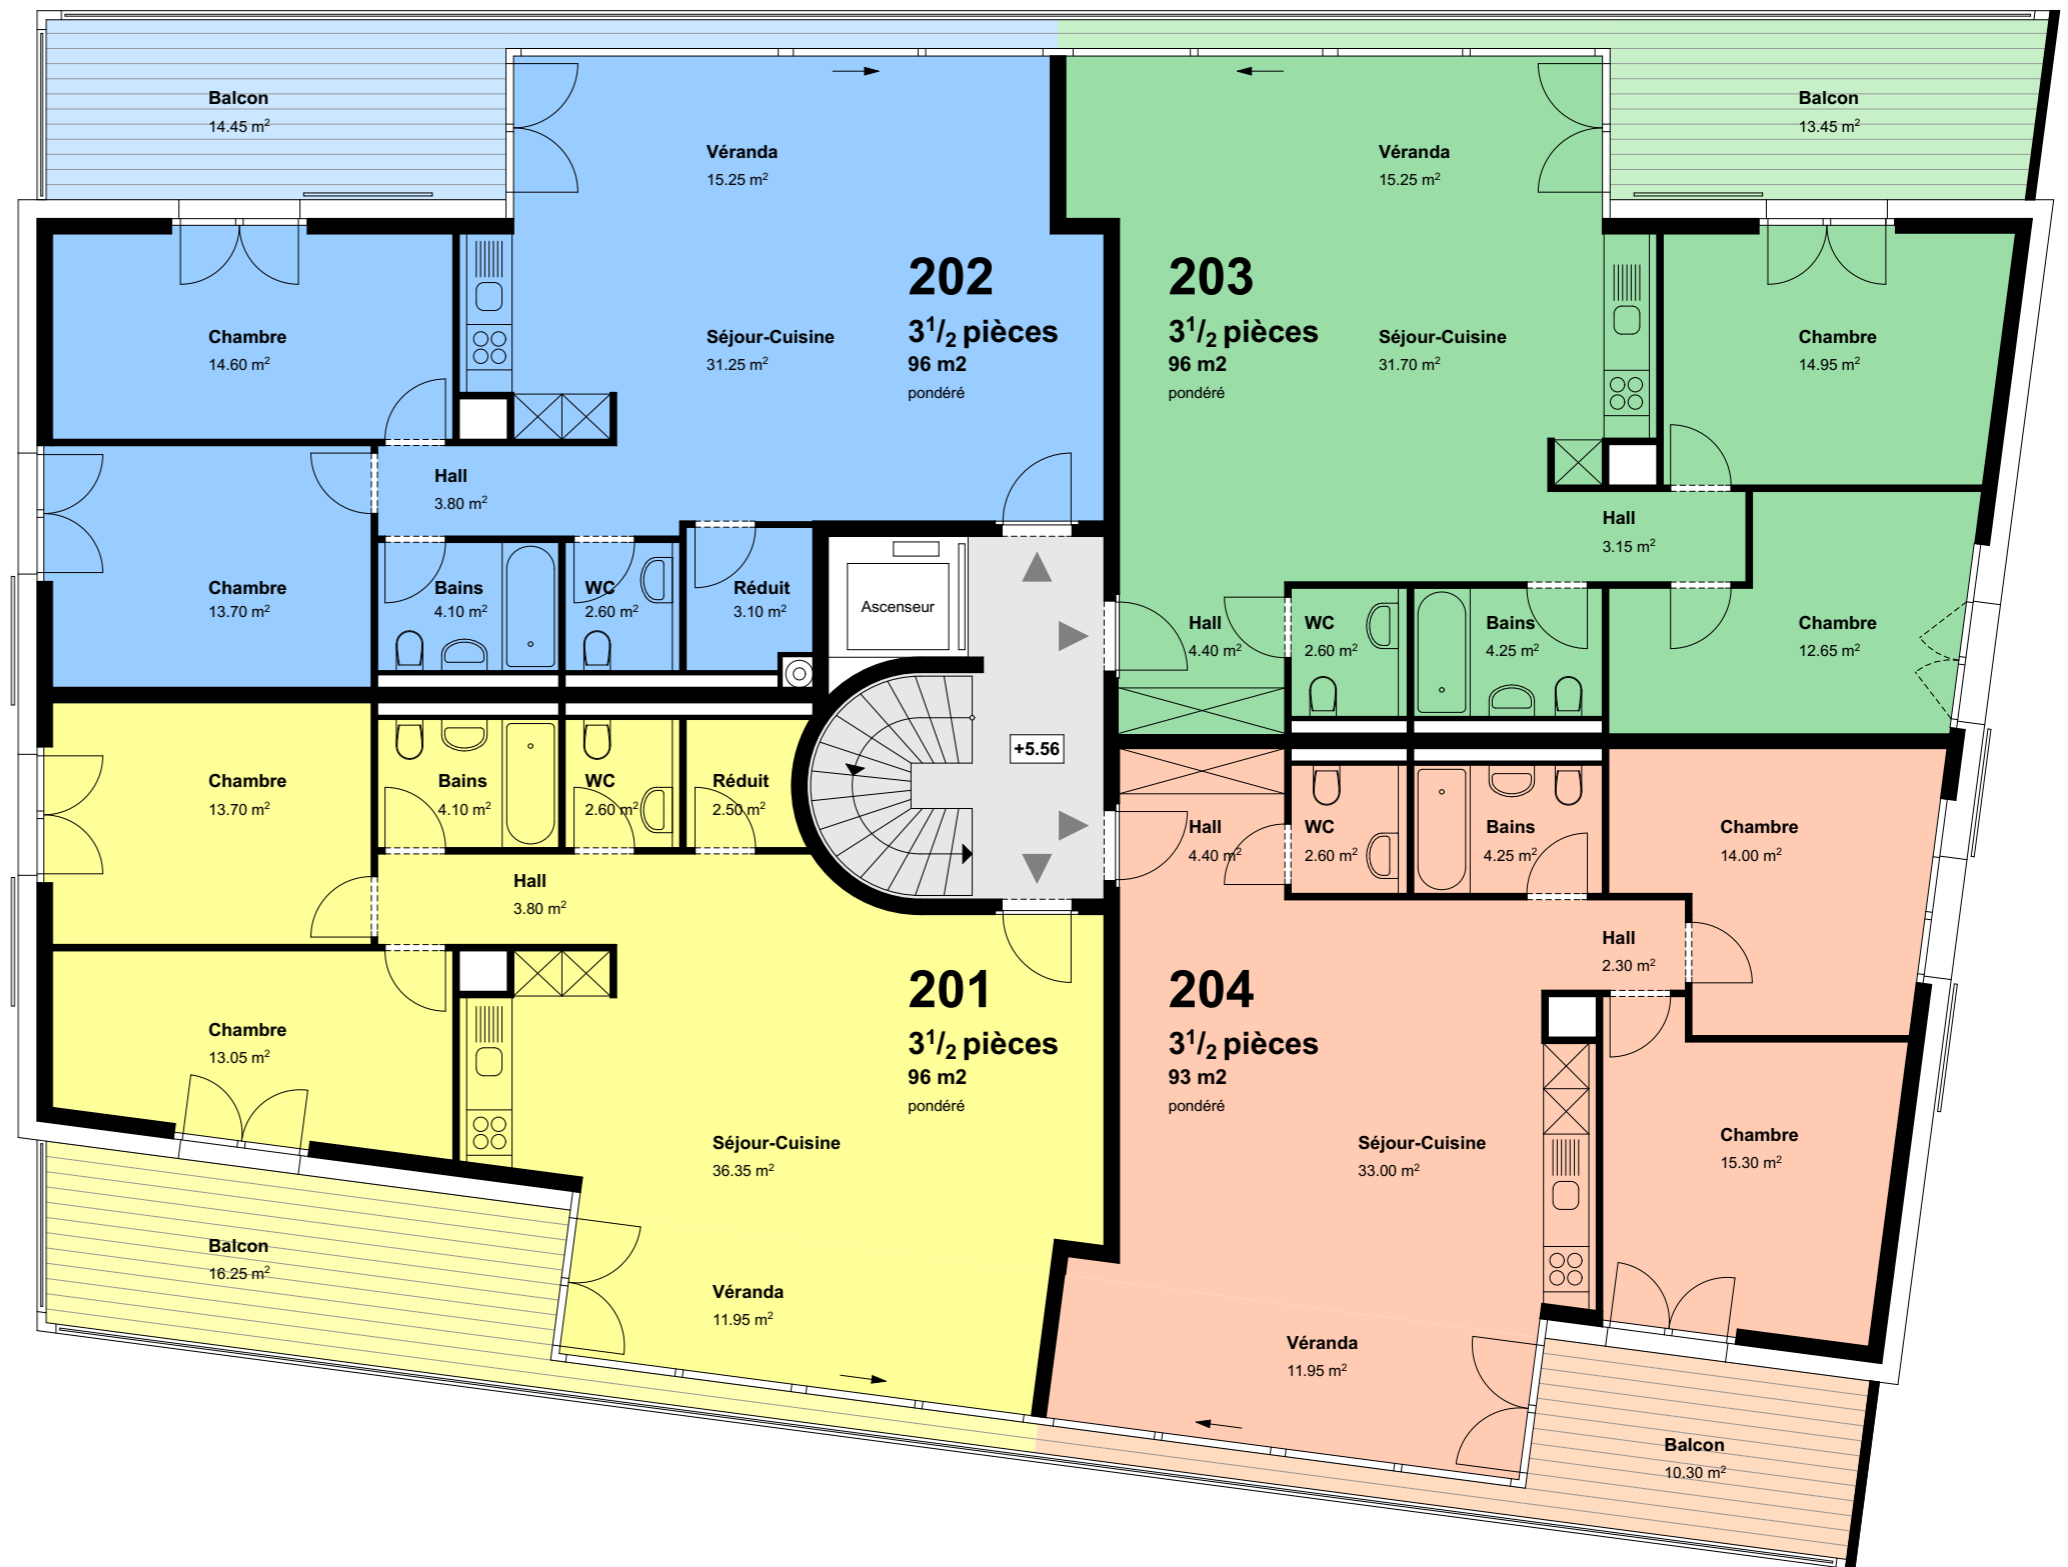 Balcon
14.45 m²
Véranda
15.25 m²
202
3 1/2 pièces
96 m2
pondéré
Chambre
14.60 m²
Séjour-Cuisine
31.25 m²
Hall
3.80 m²
Chambre
13.70 m²
Bains
4.10 m²
WC
2.60 m²
Réduit
3.10 m²
Véranda
15.25 m²
Balcon
13.45 m²
203
3 1/2 pièces
96 m2
pondéré
Séjour-Cuisine
31.70 m²
Chambre
14.95 m²
Hall
3.15 m²
Hall
4.40 m²
WC
2.60 m²
Bains
4.25 m²
Chambre
12.65 m²
Ascenseur
+5.56
Chambre
13.70 m²
Bains
4.10 m²
WC
2.60 m²
Réduit
2.50 m²
Hall
3.80 m²
201
3 1/2 pièces
96 m2
pondéré
Chambre
13.05 m²
Séjour-Cuisine
36.35 m²
Balcon
16.25 m²
Véranda
11.95 m²
Hall
4.40 m²
WC
2.60 m²
Bains
4.25 m²
Chambre
14.00 m²
Hall
2.30 m²
204
3 1/2 pièces
93 m2
pondéré
Séjour-Cuisine
33.00 m²
Chambre
15.30 m²
Véranda
11.95 m²
Balcon
10.30 m²